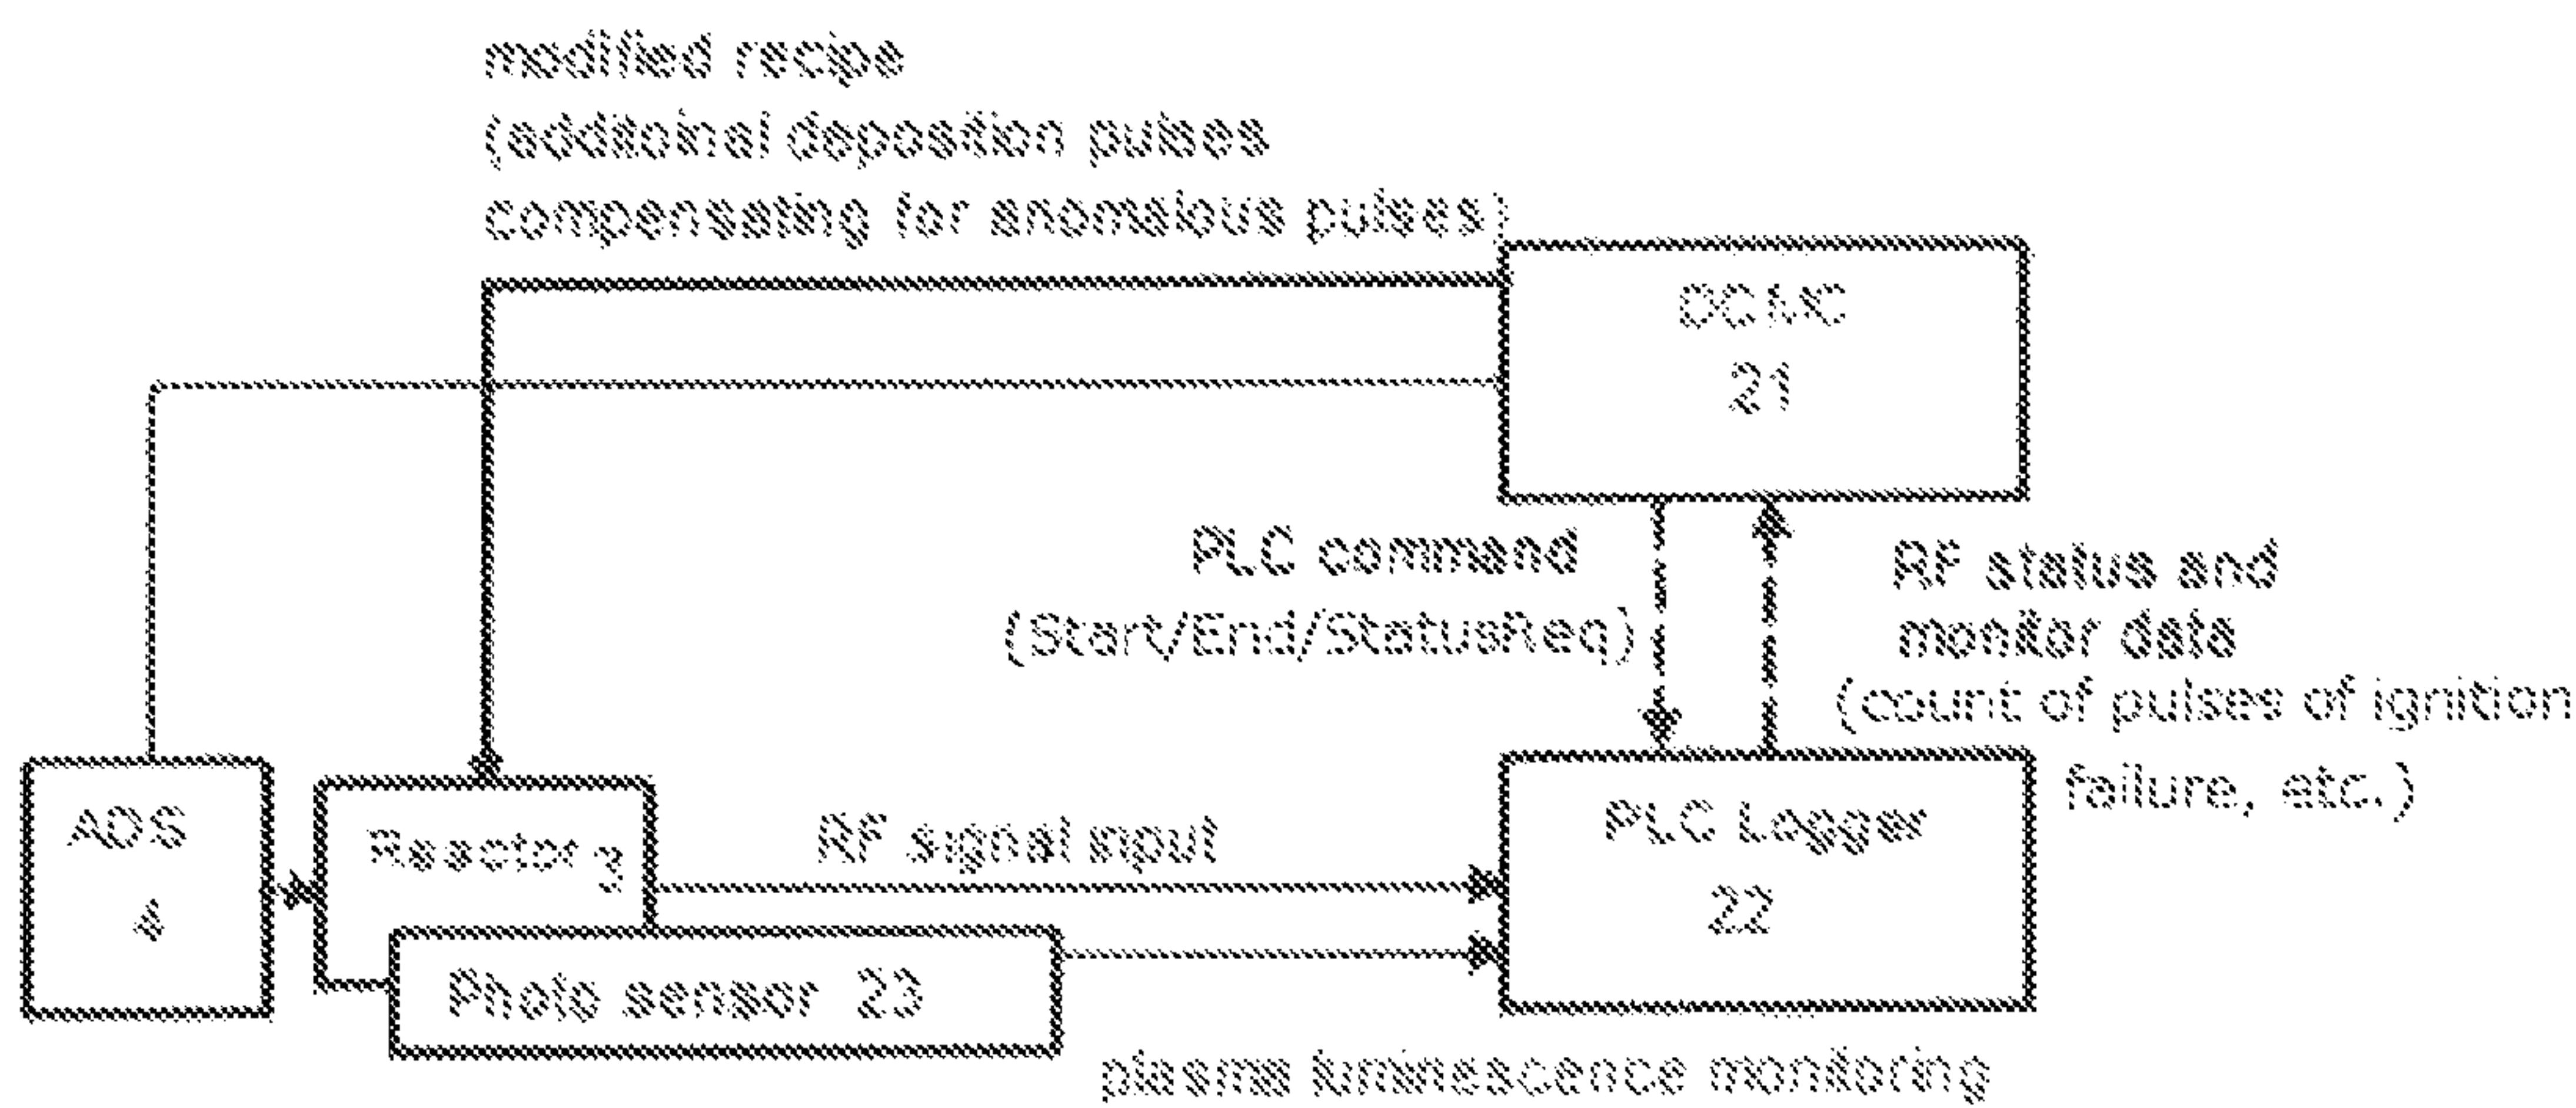 modified recipe
(additoinal deposition pulses
compensating for anomalous pulses)
DCMC
21
PLC command
(Start/End/StatusReq)
RF status and
monitor data
(count of pulses of ignition
failure, etc.)
ADS
4
Reactor 3
RF signal input
PLC Logger
22
Photo sensor 23
plasma luminescence monitoring